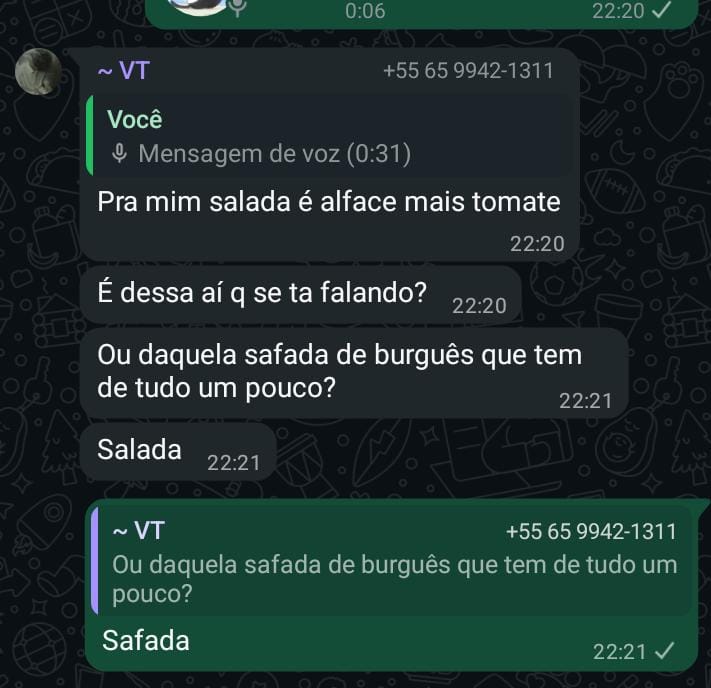 0:06 22:20
~ VT +55 65 9942-1311
Você
Mensagem de voz (0:31)
Pra mim salada é alface mais tomate
22:20
É dessa aí q se ta falando? 22:20
Ou daquela safada de burguês que tem
de tudo um pouco? 22:21
Salada 22:21
~ VT +55 65 9942-1311
Ou daquela safada de burguês que tem de tudo um
pouco?
Safada 22:21